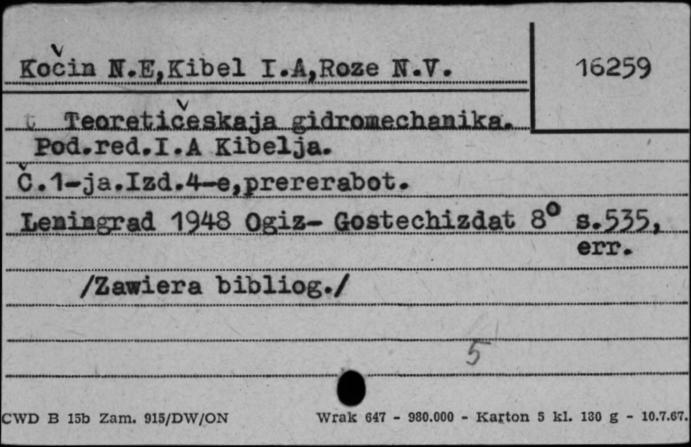 Kočin N.E,Kibel I.A,Roze N.V.
16259
Teoretičeskaja gidromechanika.
Pod.red.I.A Kibelja.
Č.1-ja.Izd.4-e,prererabot.
Leningrad 1948 Ogiz- Gostechizdat 8° s.535,
err.
/Zawiera bibliog./
5
CWD B 15b Zam. 915/DW/ON Wrak 647 - 980.000 - Karton 5 kl. 130 g - 10.7.67.